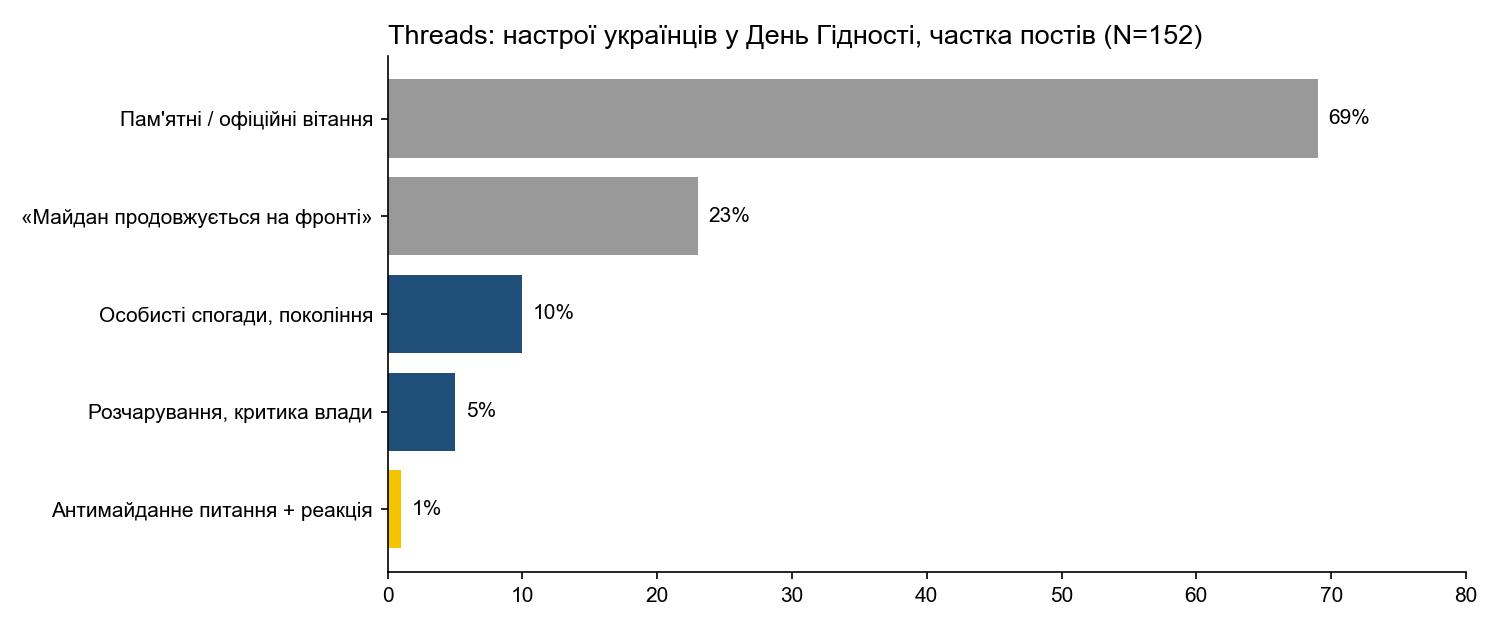 Threads: настрої українців у День Гідності, частка постів (N=152)
Пам'ятні / офіційні вітання
69%
«Майдан продовжується на фронті»
23%
Особисті спогади, покоління
10%
Розчарування, критика влади
5%
Антимайданне питання + реакція
1%
0 10 20 30 40 50 60 70 80